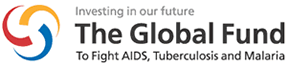 Investing in our future
The Global Fund
To Fight AIDS, Tuberculosis and Malaria